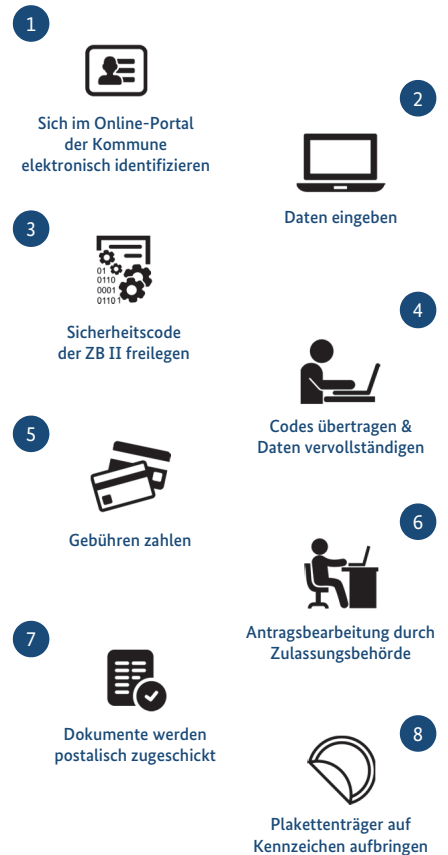 1
Sich im Online-Portal
der Kommune
elektronisch identifizieren
2
Daten eingeben
3
01
0110
0001
0110 1
Sicherheitscode
der ZB II freilegen
4
Codes übertragen &
Daten vervollständigen
5
Gebühren zahlen
6
Antragsbearbeitung durch
Zulassungsbehörde
7
Dokumente werden
postalisch zugeschickt
8
Plakettenträger auf
Kennzeichen aufbringen